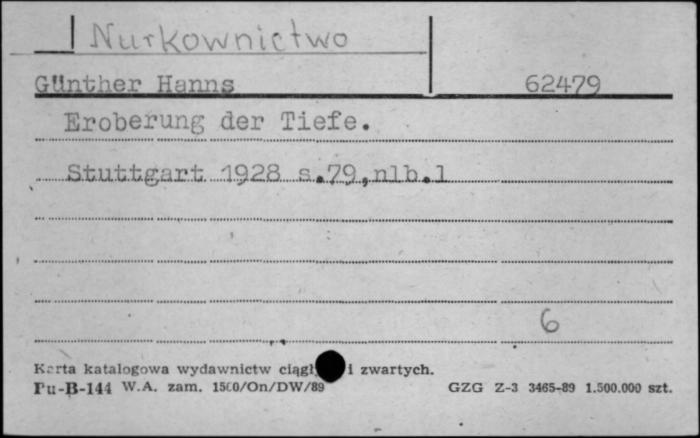 Nurkownictwo
Günther Hanns 62479
Eroberung der Tiefe.
Stuttgart 1928 s.79,nlb.1
6
Karta katalogowa wydawnictw i zwartych.
Pu-B-144 W.A. zam. 1500/On/DW/89 GZG Z-3 3465-89 1.500.000 szt.